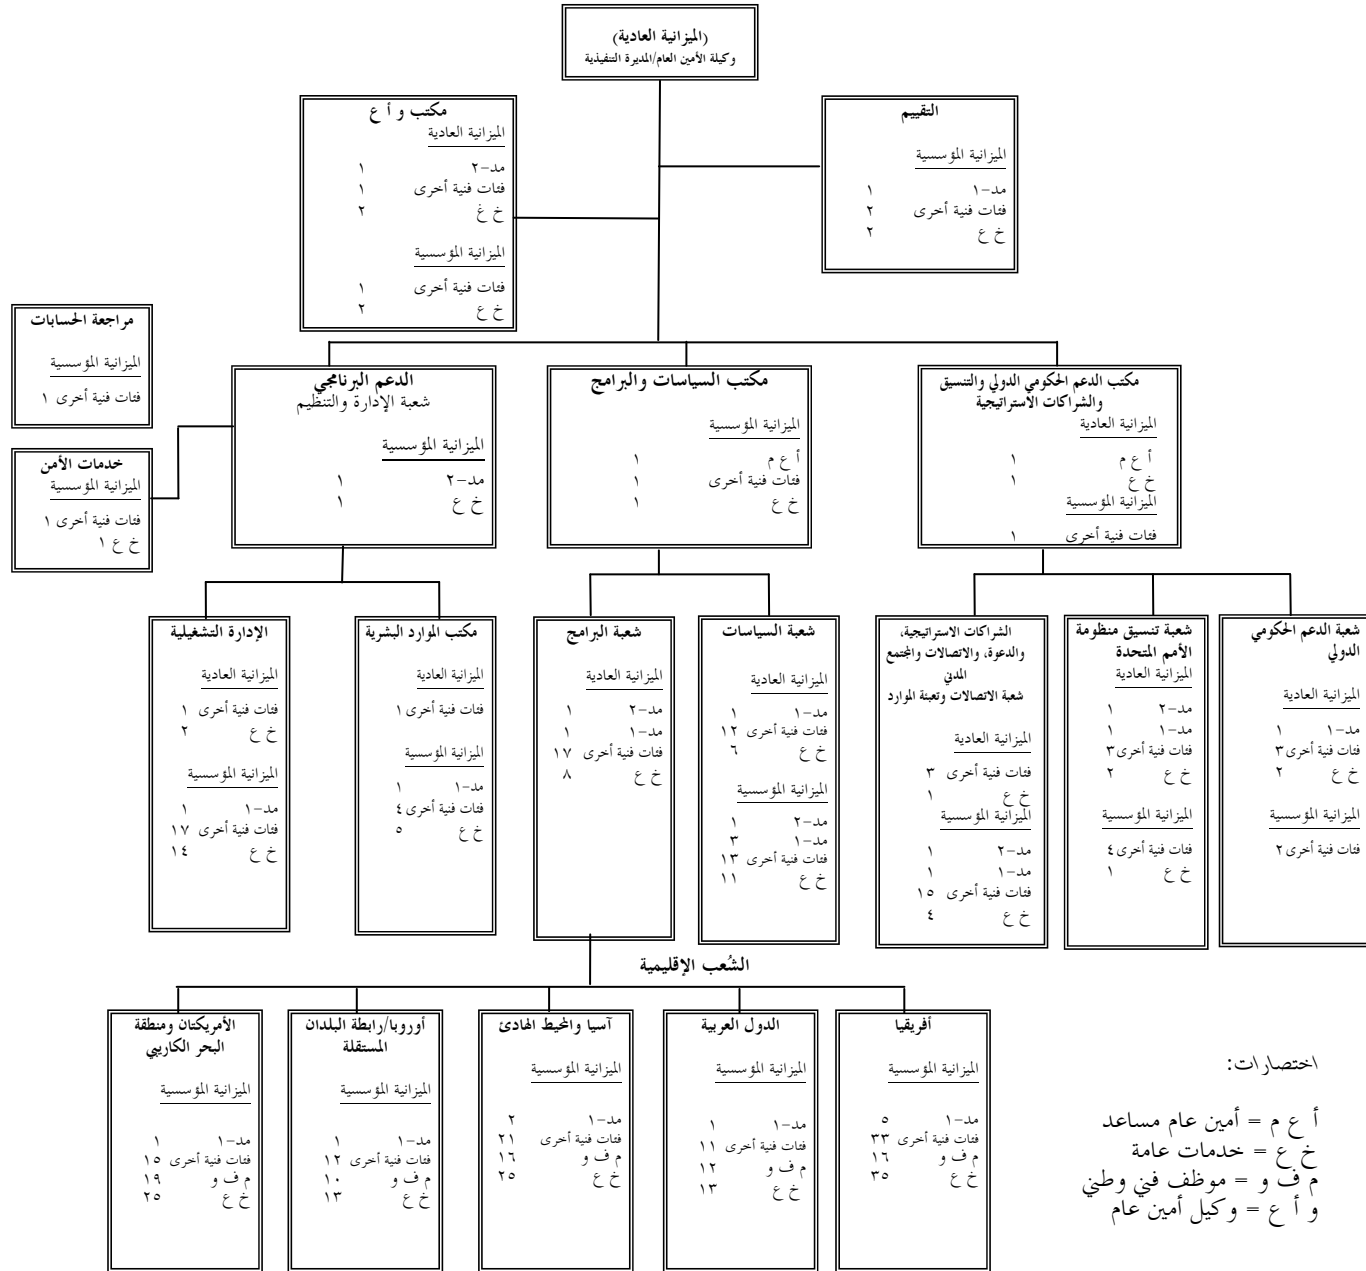 (الميزانية العادية)
وكيلة الأمين العام/المديرة التنفيذية
مكتب و أ ع
الميزانية العادية
مد-٢ ١
فئات فنية أخرى ١
خ غ ٢
الميزانية المؤسسية
فئات فنية أخرى ١
خ ع ٢
التقييم
الميزانية المؤسسية
مد-١ ١
فئات فنية أخرى ٢
خ ع ٢
مراجعة الحسابات
الميزانية المؤسسية
فئات فنية أخرى ١
خدمات الأمن
الميزانية المؤسسية
فئات فنية أخرى ١
خ ع ١
الدعم البرنامجي
شعبة الإدارة والتنظيم
الميزانية المؤسسية
مد-٢ ١
خ ع ١
مكتب السياسات والبرامج
الميزانية المؤسسية
أ ع م ١
فئات فنية أخرى ١
خ ع ١
مكتب الدعم الحكومي الدولي والتنسيق
والشراكات الاستراتيجية
الميزانية العادية
أ ع م ١
خ ع ١
الميزانية المؤسسية
فئات فنية أخرى ١
الإدارة التشغيلية
الميزانية العادية
فئات فنية أخرى ١
خ ع ٢
الميزانية المؤسسية
مد-١ ١
فئات فنية أخرى ١٧
خ ع ١٤
مكتب الموارد البشرية
الميزانية العادية
فئات فنية أخرى ١
الميزانية المؤسسية
مد-١ ١
فئات فنية أخرى ٤
خ ع ٥
شعبة البرامج
الميزانية العادية
مد-٢ ١
مد-١ ١
فئات فنية أخرى ١٧
خ ع ٨
شعبة السياسات
الميزانية العادية
مد-١ ١
فئات فنية أخرى ١٢
خ ع ٦
الميزانية المؤسسية
مد-٢ ١
مد-١ ٣
فئات فنية أخرى ١٣
خ ع ١١
الشراكات الاستراتيجية،
والدعوة، والاتصالات والمجتمع
المدني
شعبة الاتصالات وتعبئة الموارد
الميزانية العادية
فئات فنية أخرى ٣
خ ع ١
الميزانية المؤسسية
مد-٢ ١
مد-١ ١
فئات فنية أخرى ١٥
خ ع ٤
شعبة تنسيق منظومة
الأمم المتحدة
الميزانية العادية
مد-٢ ١
مد-١ ١
فئات فنية أخرى ٣
خ ع ٢
الميزانية المؤسسية
فئات فنية أخرى ٤
خ ع ١
شعبة الدعم الحكومي
الدولي
الميزانية العادية
مد-١ ١
فئات فنية أخرى ٣
خ ع ٢
الميزانية المؤسسية
فئات فنية أخرى ٢
الشُعب الإقليمية
الأمريكتان ومنطقة
البحر الكاريبي
الميزانية المؤسسية
مد-١ ١
فئات فنية أخرى ١٥
م ف و ١٩
خ ع ٢٥
أوروبا/رابطة البلدان
المستقلة
الميزانية المؤسسية
مد-١ ١
فئات فنية أخرى ١٢
م ف و ١٠
خ ع ١٣
آسيا والمحيط الهادئ
الميزانية المؤسسية
مد-١ ٢
فئات فنية أخرى ٢١
م ف و ١٦
خ ع ٢٥
الدول العربية
الميزانية المؤسسية
مد-١ ١
فئات فنية أخرى ١١
م ف و ١٢
خ ع ١٣
أفريقيا
الميزانية المؤسسية
مد-١ ٥
فئات فنية أخرى ٣٣
م ف و ١٦
خ ع ٣٥
اختصارات:
أ ع م = أمين عام مساعد
خ ع = خدمات عامة
م ف و = موظف فني وطني
و أ ع = وكيل أمين عام